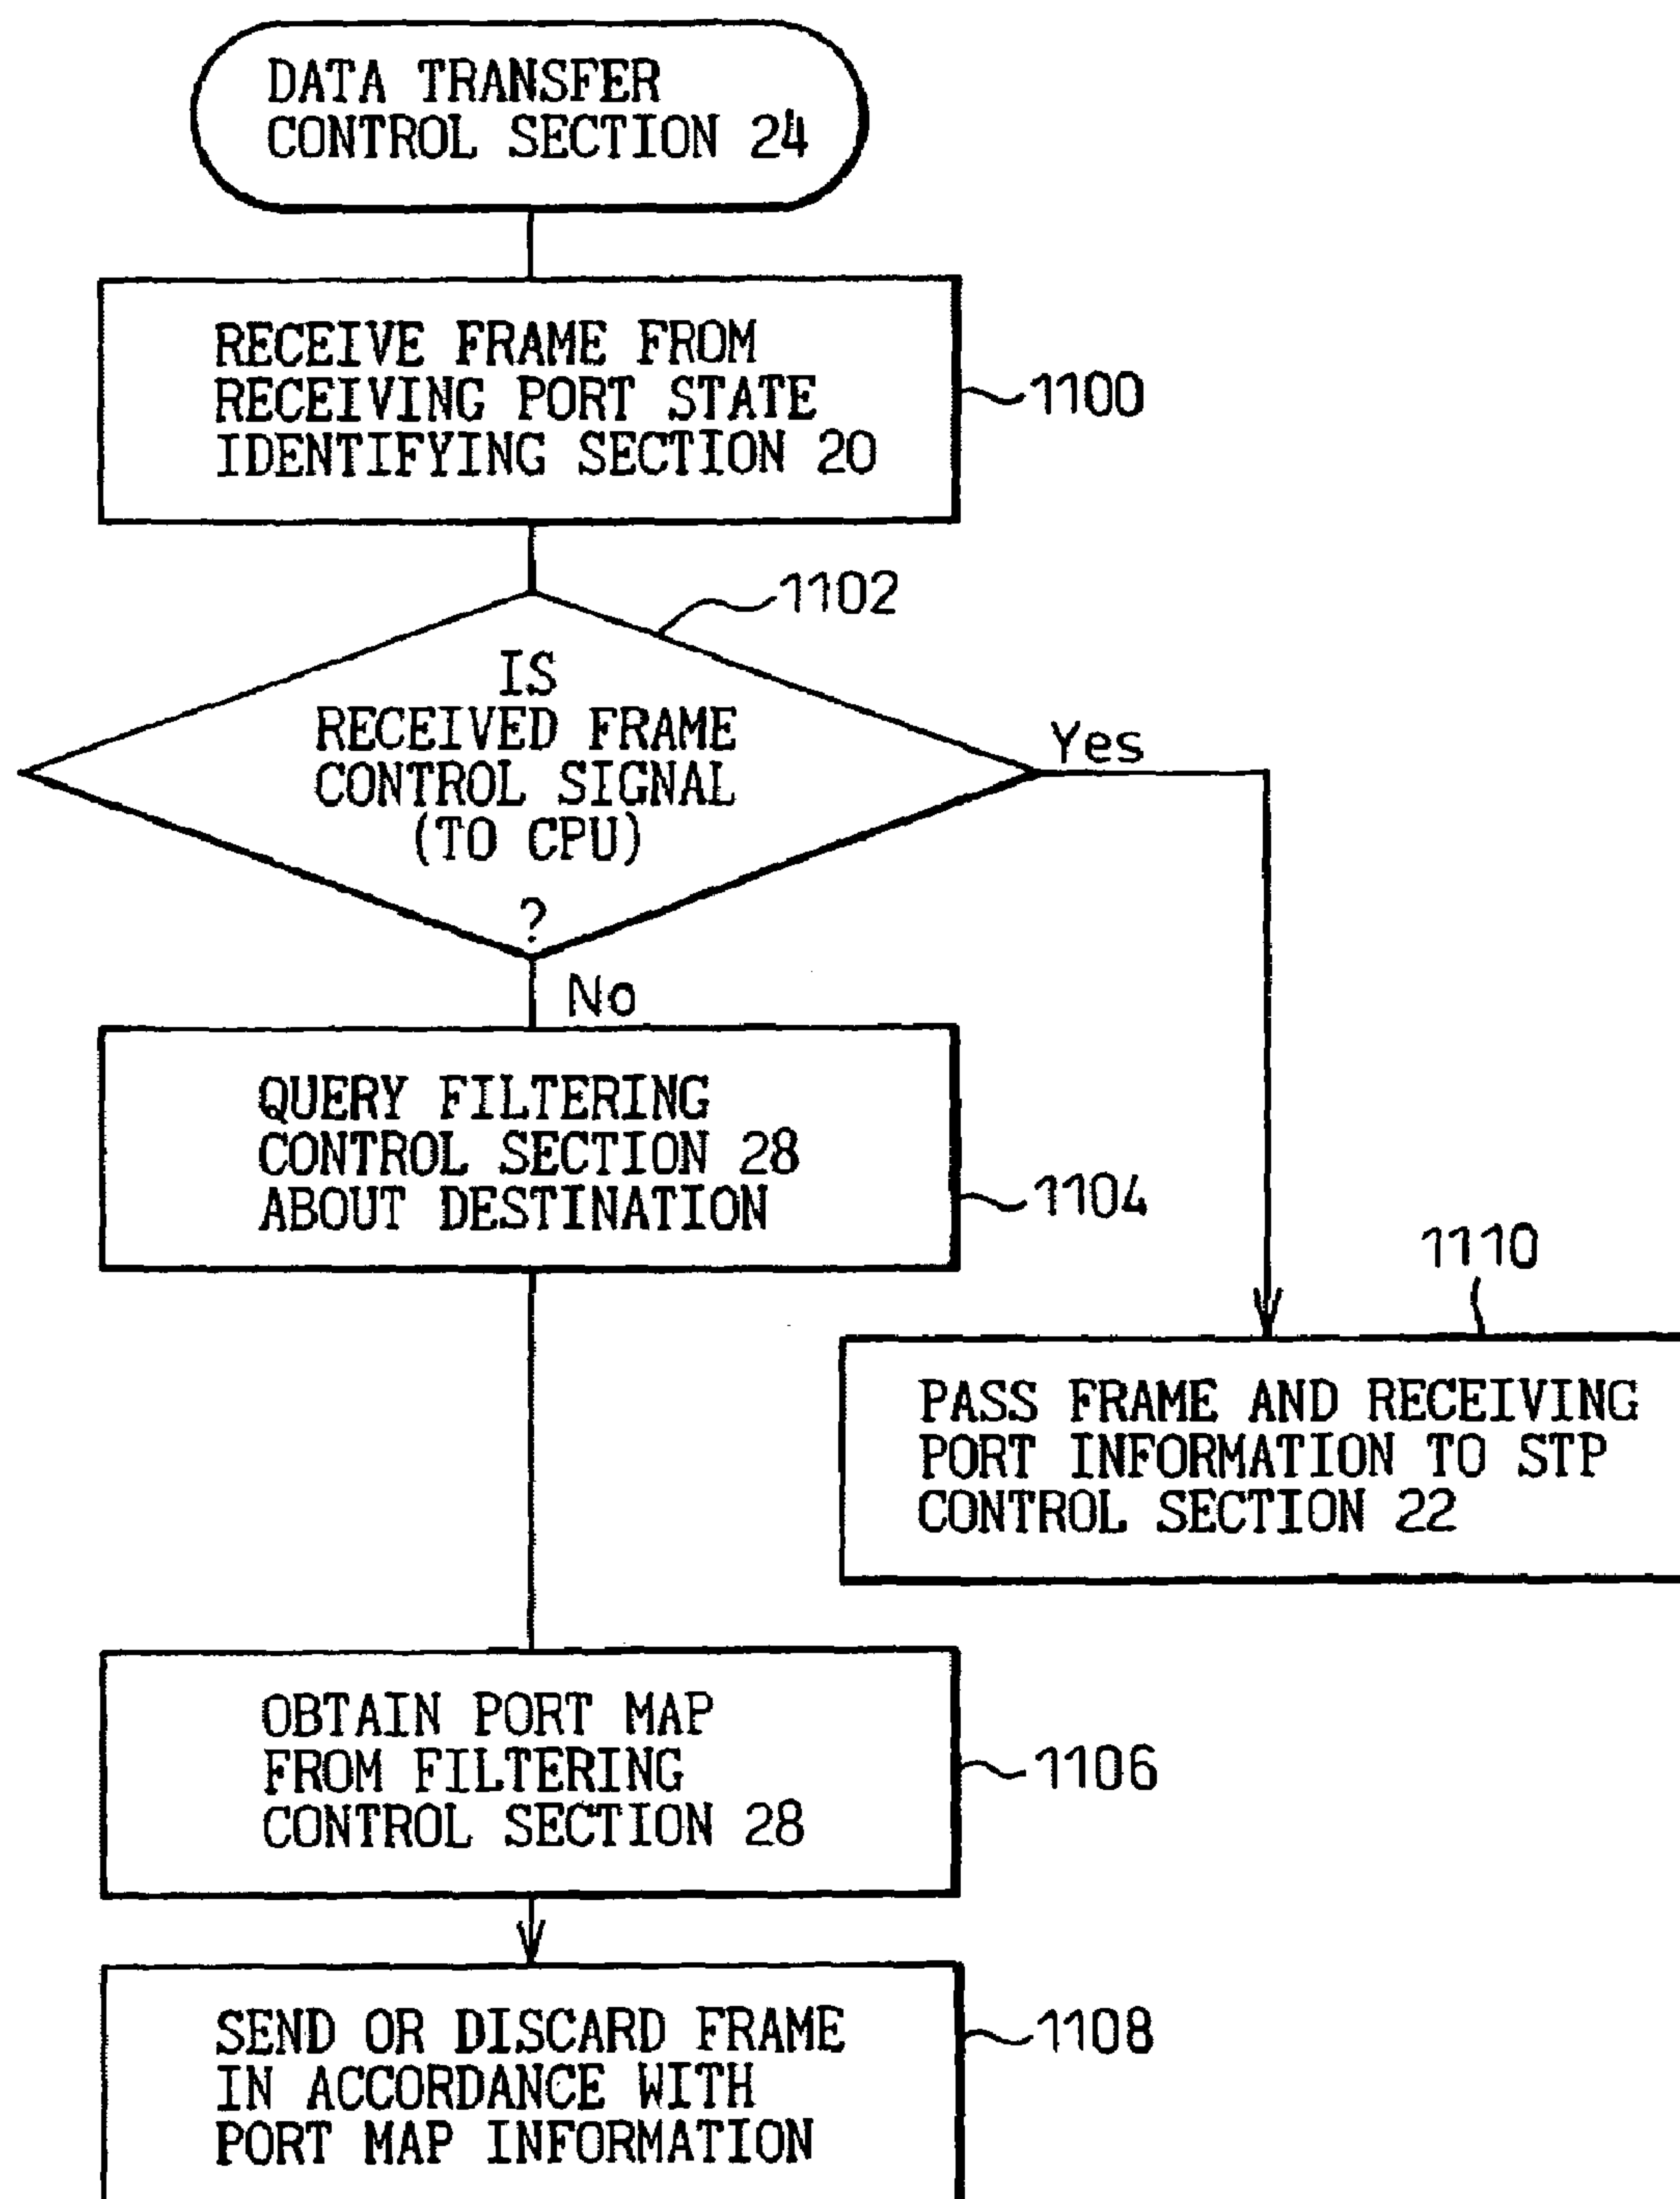 DATA TRANSFER
CONTROL SECTION 24
RECEIVE FRAME FROM
RECEIVING PORT STATE
IDENTIFYING SECTION 20
1100
1102
IS
RECEIVED FRAME
CONTROL SIGNAL
(TO CPU)
?
Yes
No
QUERY FILTERING
CONTROL SECTION 28
ABOUT DESTINATION
1104
1110
PASS FRAME AND RECEIVING
PORT INFORMATION TO STP
CONTROL SECTION 22
OBTAIN PORT MAP
FROM FILTERING
CONTROL SECTION 28
1106
SEND OR DISCARD FRAME
IN ACCORDANCE WITH
PORT MAP INFORMATION
1108